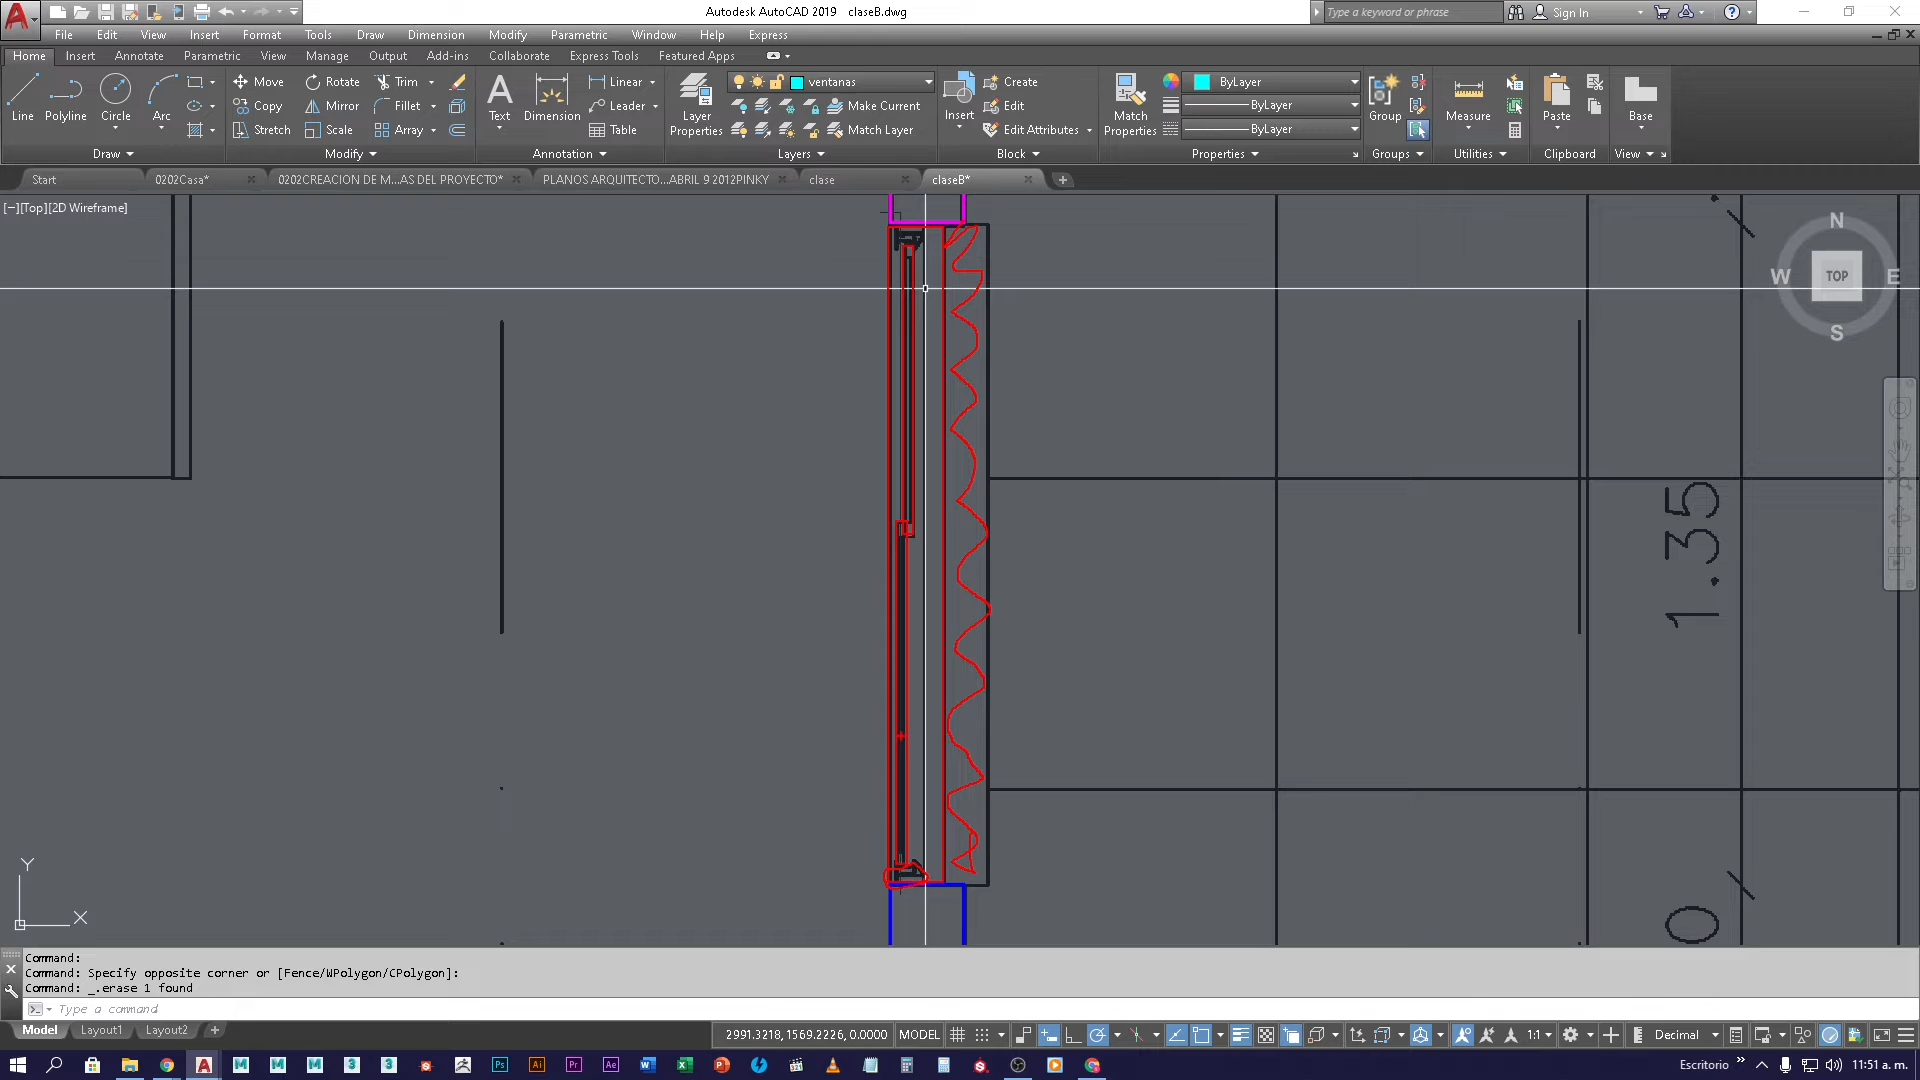 Autodesk AutoCAD 2019 claseB.dwg
Type a keyword or phrase
Sign In
File Edit View Insert Format Tools Draw Dimension Modify Parametric Window Help Express
Home Insert Annotate Parametric View Manage Output Add-ins Collaborate Express Tools Featured Apps
Line
Polyline
Circle
Arc
Draw
Move
Rotate
Trim
Copy
Mirror
Fillet
Stretch
Scale
Array
Modify
Text
Dimension
Linear
Leader
Table
Annotation
Layer
Properties
ventanas
Make Current
Match Layer
Layers
Insert
Create
Edit
Edit Attributes
Block
Match
Properties
ByLayer
ByLayer
ByLayer
Properties
Group
Groups
Measure
Utilities
Paste
Clipboard
Base
View
Start
0202Casa*
0202CREACION DE M...AS DEL PROYECTO*
PLANOS ARQUITECTO...ABRIL 9 2012PINKY
clase
claseB*
[−][Top][2D Wireframe]
N
W
TOP
E
S
1.35
0
Y
X
Command:
Command: Specify opposite corner or [Fence/WPolygon/CPolygon]:
Command: _.erase 1 found
Type a command
Model Layout1 Layout2
2991.3218, 1569.2226, 0.0000 MODEL
1:1
Decimal
Escritorio
11:51 a. m.